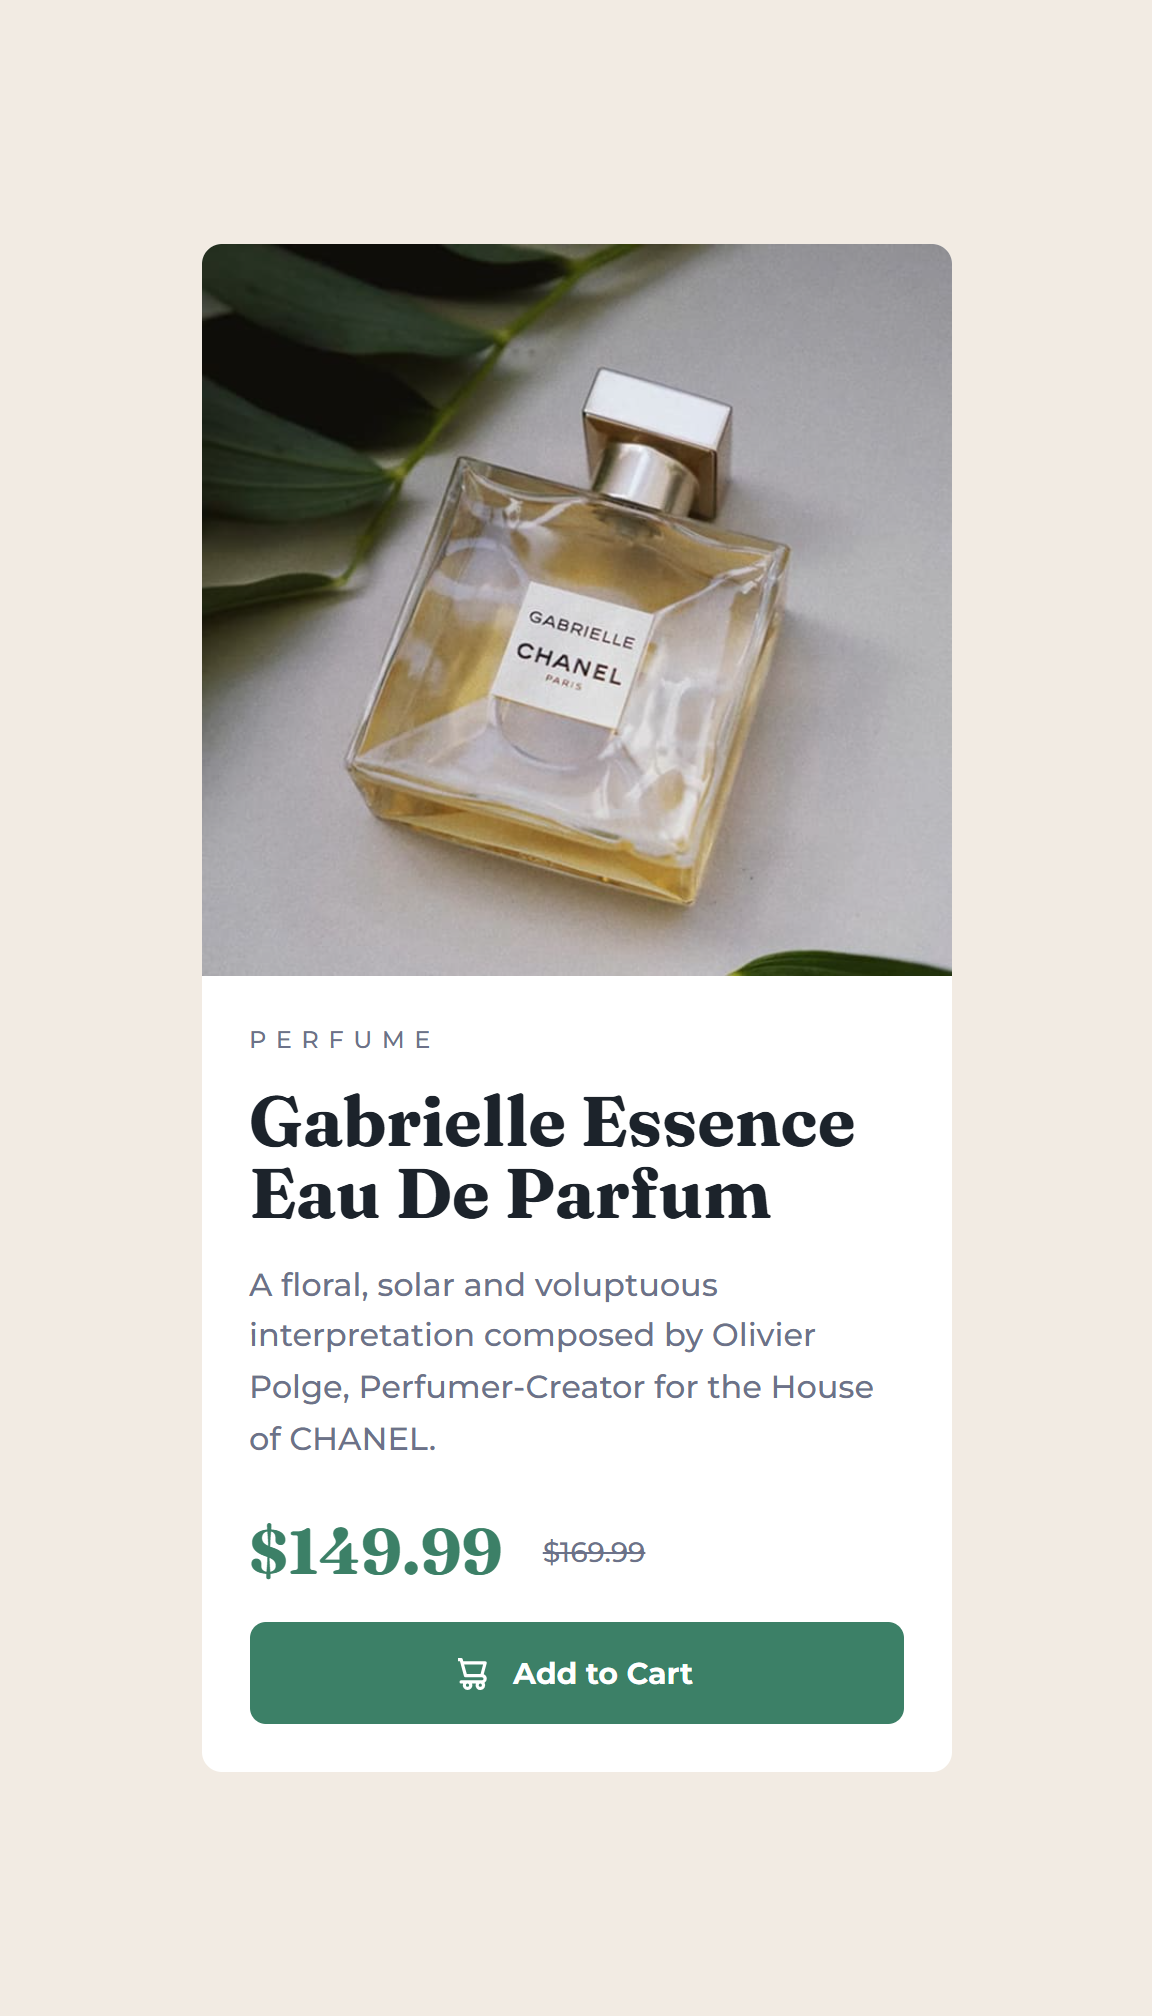 GABRIELLE
CHANEL
PARIS
PERFUME
Gabrielle Essence
Eau De Parfum
A floral, solar and voluptuous
interpretation composed by Olivier
Polge, Perfumer-Creator for the House
of CHANEL.
$149.99 $169.99
Add to Cart